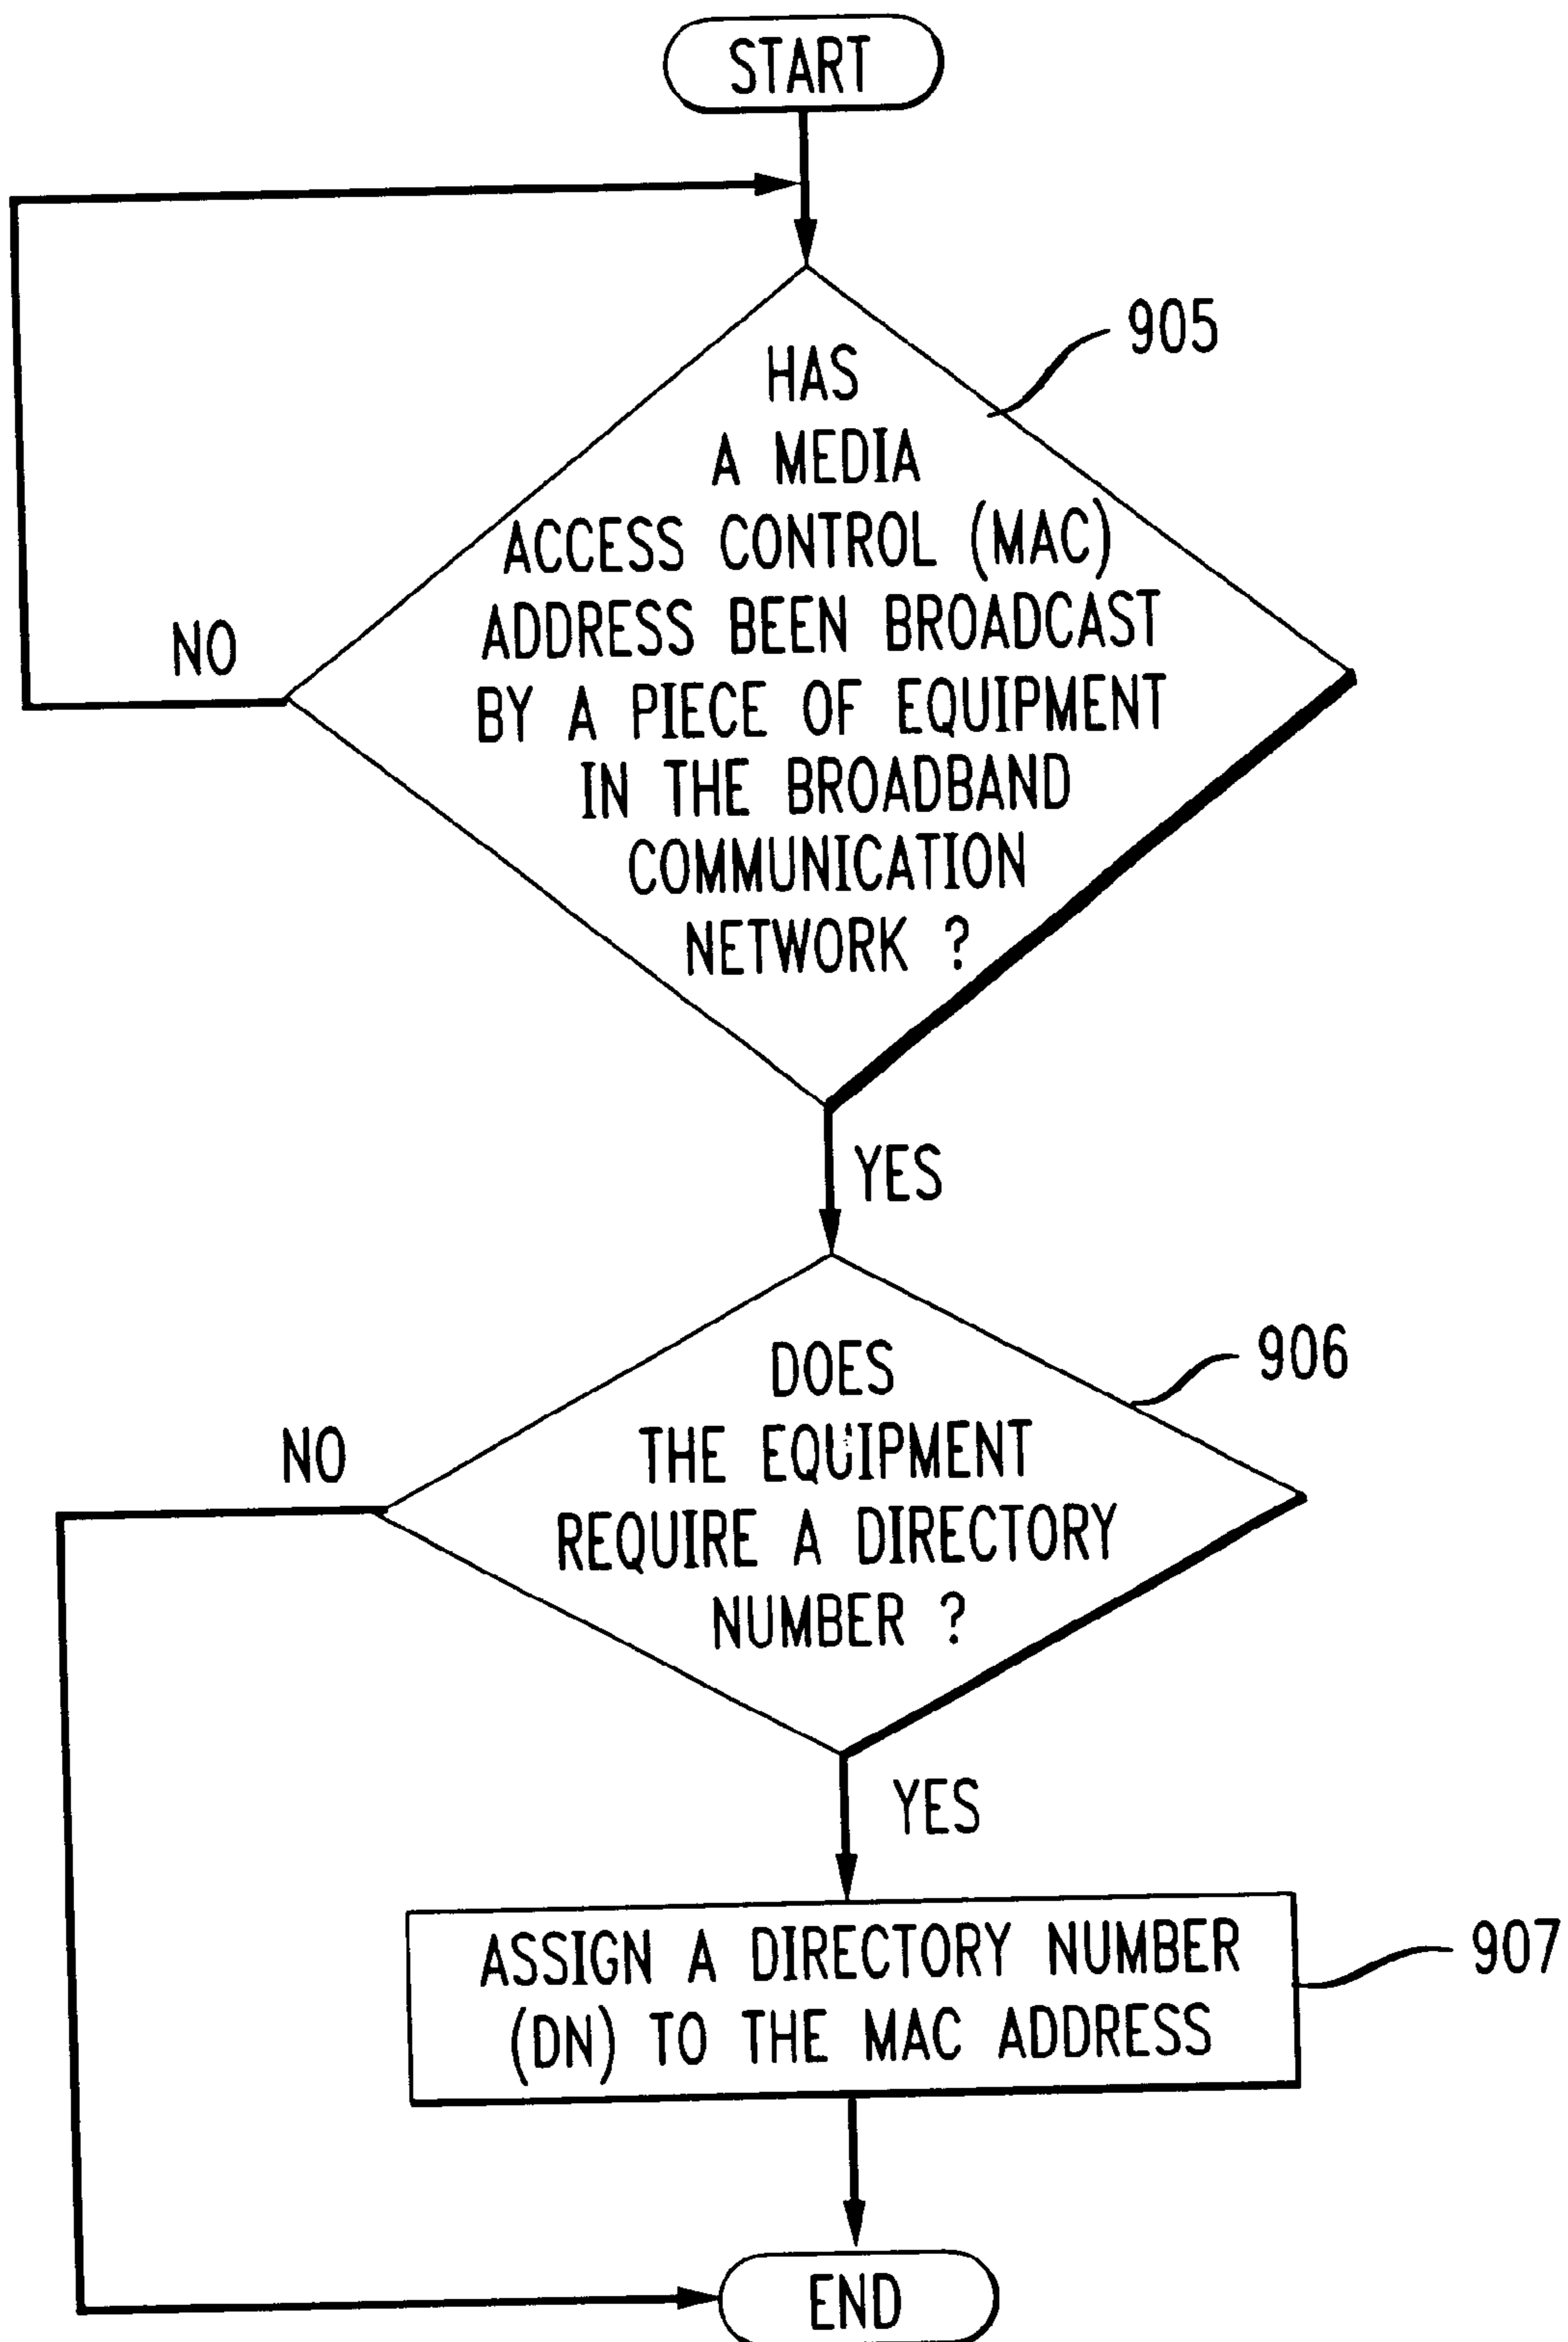 START
905
HAS
A MEDIA
ACCESS CONTROL (MAC)
ADDRESS BEEN BROADCAST
BY A PIECE OF EQUIPMENT
IN THE BROADBAND
COMMUNICATION
NETWORK ?
NO
YES
906
DOES
THE EQUIPMENT
REQUIRE A DIRECTORY
NUMBER ?
NO
YES
ASSIGN A DIRECTORY NUMBER
(DN) TO THE MAC ADDRESS
907
END